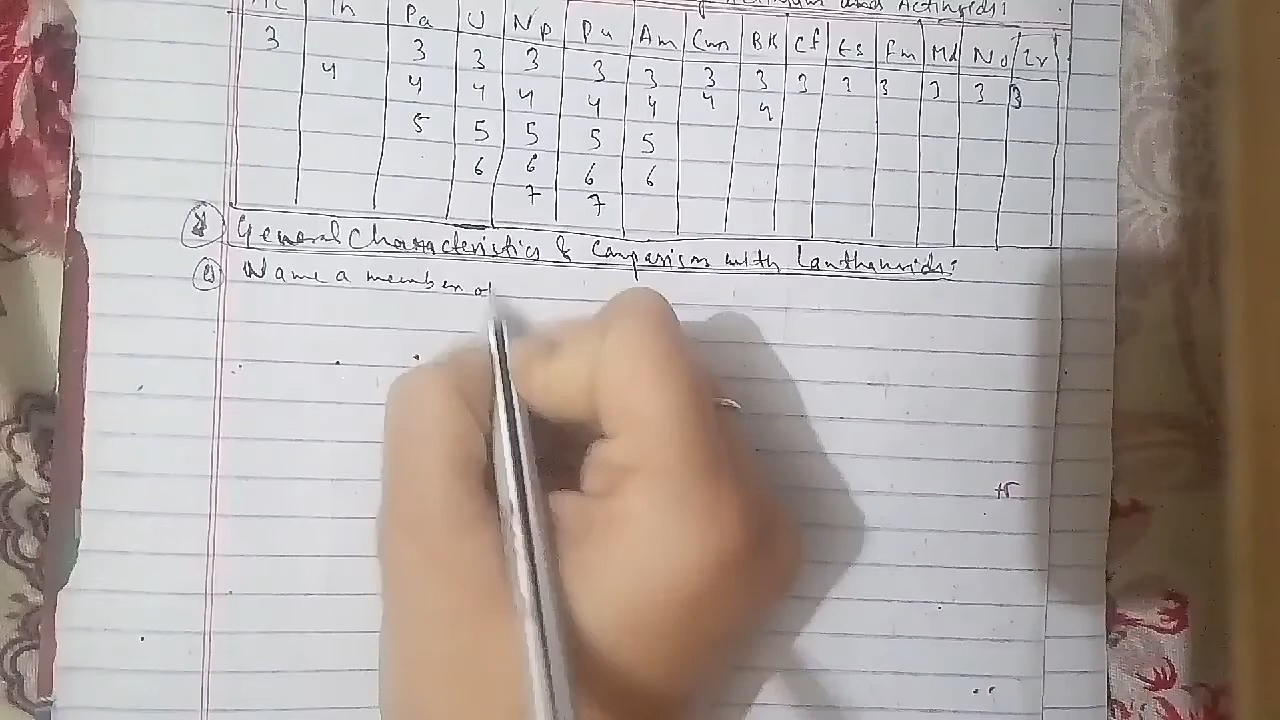 Actinoids:
Ac Th Pa U Np Pu Am Cm BK Cf Es Fm Md No Lr
3 3 3 3 3 3 3 3 3 3 3 3 3 3
4 4 4 4 4 4 4 4
5 5 5 5 5
6 6 6 6
7 7
General Characteristics & Comparism with Lanthanoids:
Q Name a member of